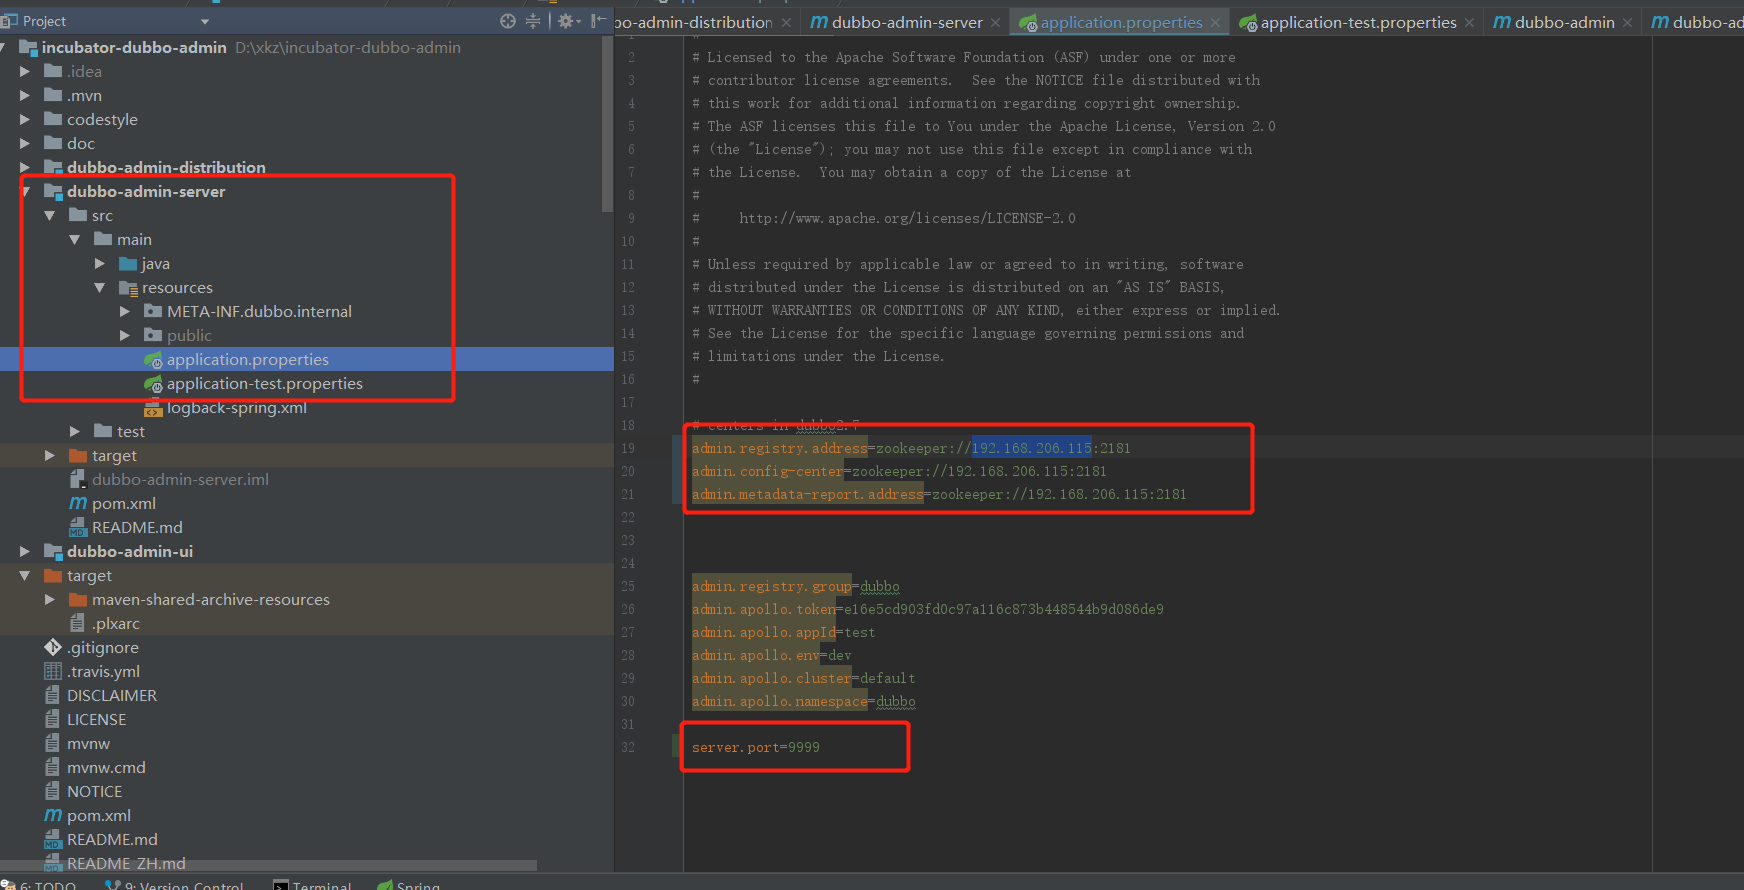 Project
incubator-dubbo-admin D:\xkz\incubator-dubbo-admin
.idea
.mvn
codestyle
doc
dubbo-admin-distribution
dubbo-admin-server
src
main
java
resources
META-INF.dubbo.internal
public
application.properties
application-test.properties
logback-spring.xml
test
target
dubbo-admin-server.iml
pom.xml
README.md
dubbo-admin-ui
target
maven-shared-archive-resources
.plxarc
.gitignore
.travis.yml
DISCLAIMER
LICENSE
mvnw
mvnw.cmd
NOTICE
pom.xml
README.md
README_ZH.md
6: TODO 9: Version Control Terminal Spring
bo-admin-distribution dubbo-admin-server application.properties application-test.properties dubbo-admin dubbo-ad
1 #
2 # Licensed to the Apache Software Foundation (ASF) under one or more
3 # contributor license agreements.  See the NOTICE file distributed with
4 # this work for additional information regarding copyright ownership.
5 # The ASF licenses this file to You under the Apache License, Version 2.0
6 # (the "License"); you may not use this file except in compliance with
7 # the License.  You may obtain a copy of the License at
8 #
9 #     http://www.apache.org/licenses/LICENSE-2.0
10 #
11 # Unless required by applicable law or agreed to in writing, software
12 # distributed under the License is distributed on an "AS IS" BASIS,
13 # WITHOUT WARRANTIES OR CONDITIONS OF ANY KIND, either express or implied.
14 # See the License for the specific language governing permissions and
15 # limitations under the License.
16 #
17
18 # centers in dubbo2.7
19 admin.registry.address=zookeeper://192.168.206.115:2181
20 admin.config-center=zookeeper://192.168.206.115:2181
21 admin.metadata-report.address=zookeeper://192.168.206.115:2181
22
23
24
25 admin.registry.group=dubbo
26 admin.apollo.token=e16e5cd903fd0c97a116c873b448544b9d086de9
27 admin.apollo.appId=test
28 admin.apollo.env=dev
29 admin.apollo.cluster=default
30 admin.apollo.namespace=dubbo
31
32 server.port=9999